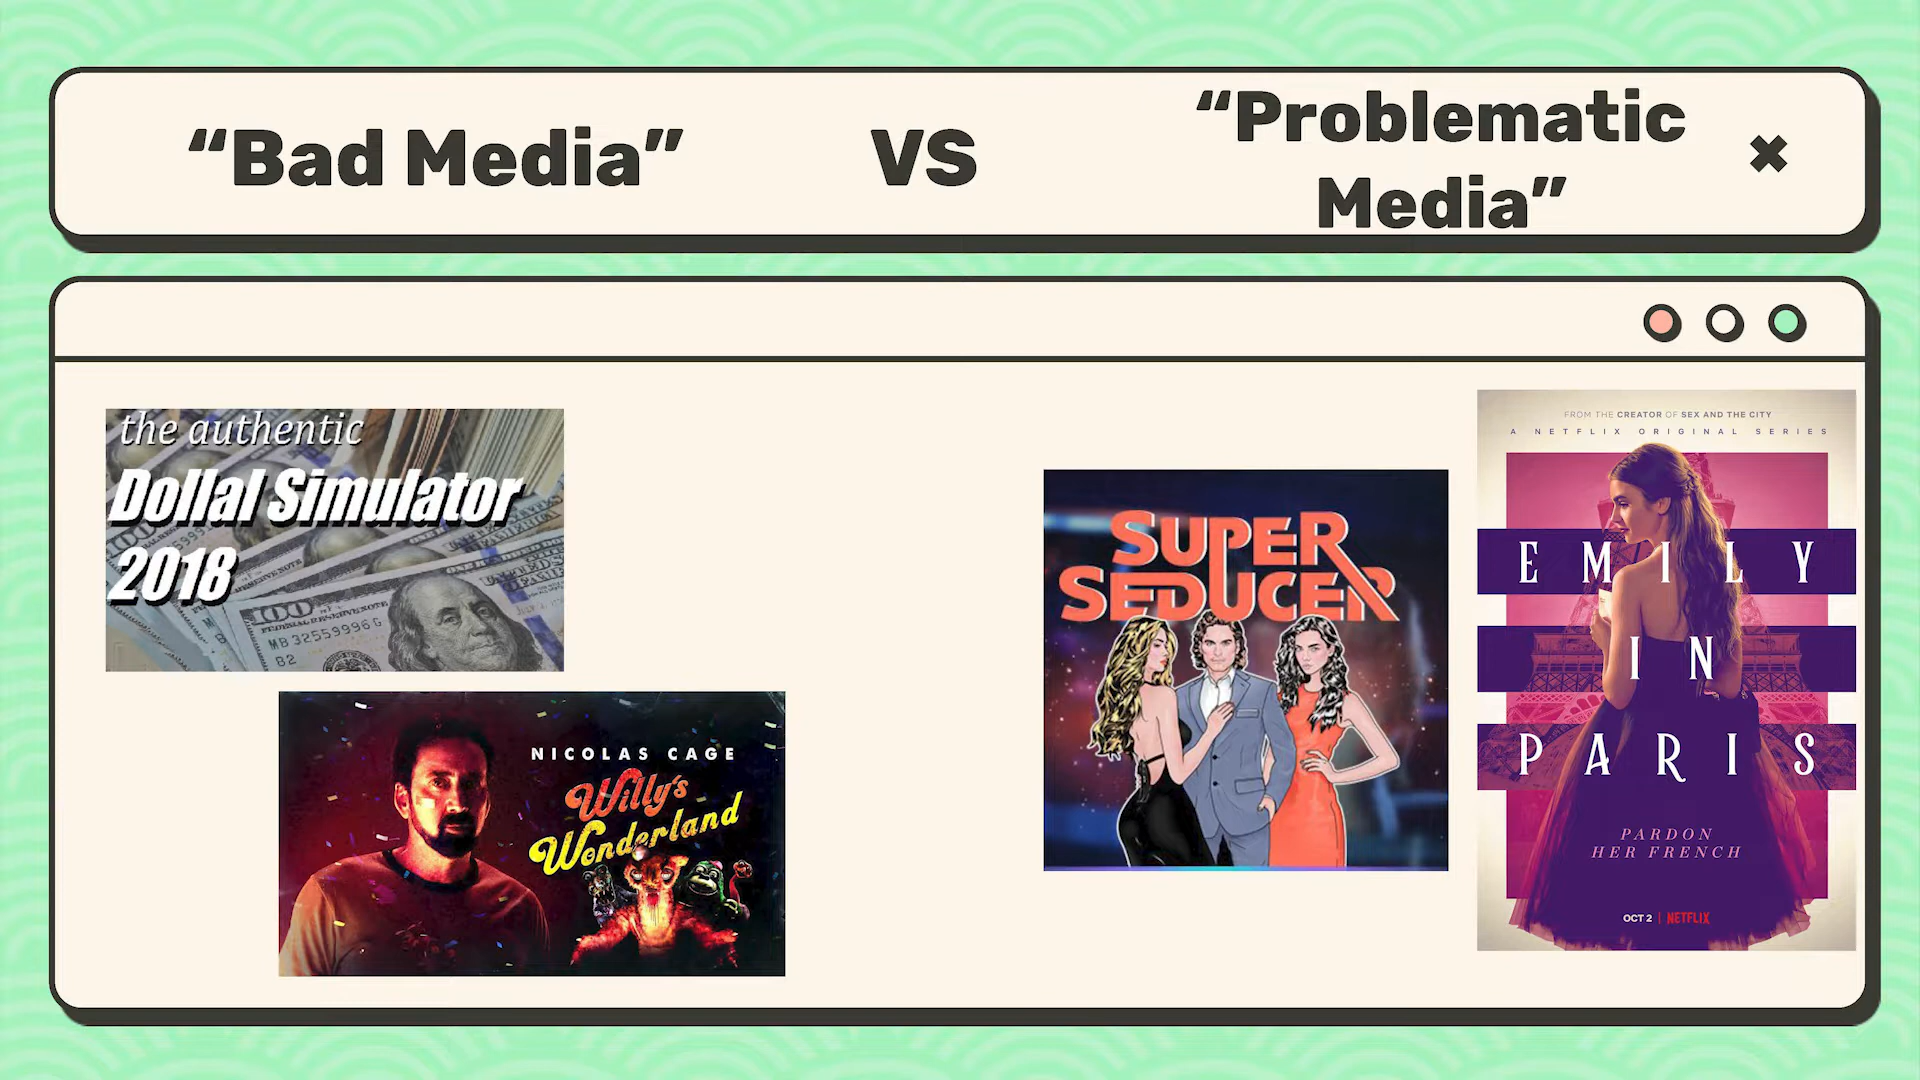 “Bad Media”
VS
“Problematic
Media”
the authentic
Dollal Simulator
2018
NICOLAS CAGE
Willy's
Wonderland
SUPER
SEDUCER
FROM THE CREATOR OF SEX AND THE CITY
A NETFLIX ORIGINAL SERIES
EMILY
IN
PARIS
PARDON
HER FRENCH
OCT 2 | NETFLIX